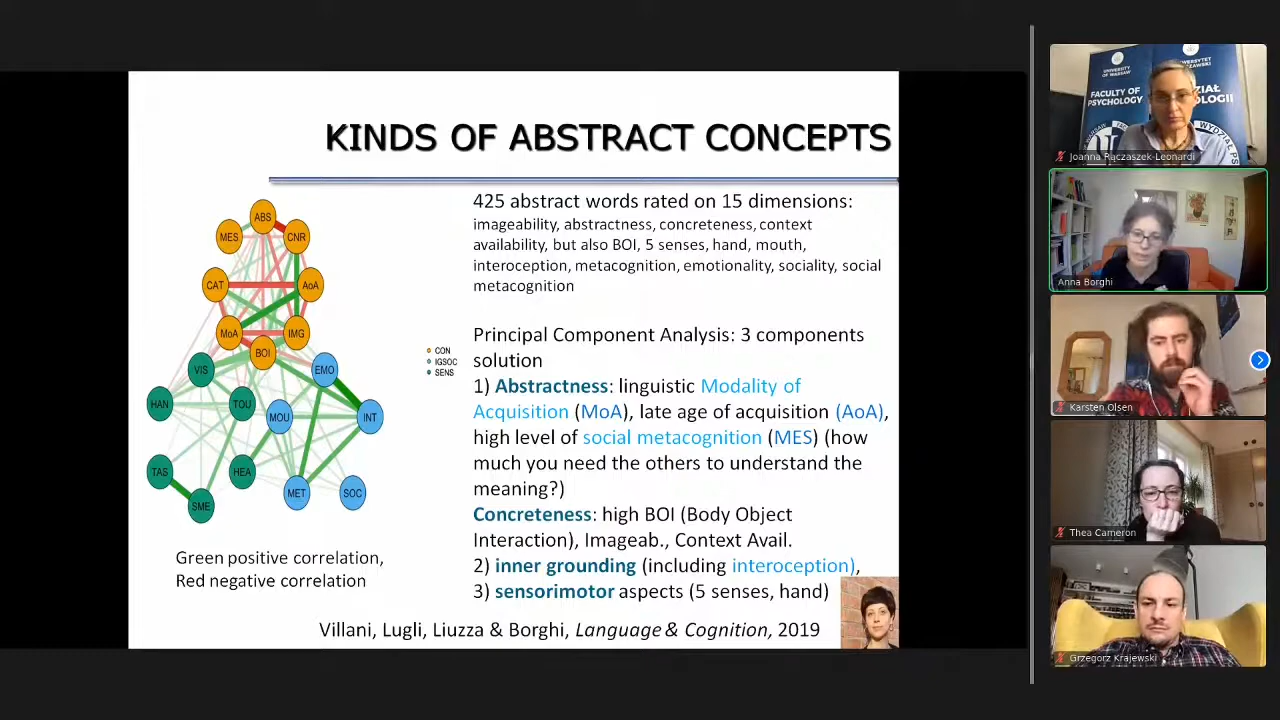 KINDS OF ABSTRACT CONCEPTS
425 abstract words rated on 15 dimensions:
imageability, abstractness, concreteness, context
availability, but also BOI, 5 senses, hand, mouth,
interoception, metacognition, emotionality, sociality, social
metacognition
Principal Component Analysis: 3 components
solution
1) Abstractness: linguistic Modality of
Acquisition (MoA), late age of acquisition (AoA),
high level of social metacognition (MES) (how
much you need the others to understand the
meaning?)
Concreteness: high BOI (Body Object
Interaction), Imageab., Context Avail.
2) inner grounding (including interoception),
3) sensorimotor aspects (5 senses, hand)
ABS
MES
CNR
CAT
AoA
MoA
IMG
BOI
VIS
EMO
HAN
TOU
MOU
INT
TAS
HEA
MET
SOC
SME
CON
IGSOC
SENS
Green positive correlation,
Red negative correlation
Villani, Lugli, Liuzza & Borghi, Language & Cognition, 2019
UNIVERSITY
OF WARSAW
FACULTY OF
PSYCHOLOGY
Joanna Rączaszek-Leonardi
Anna Borghi
Karsten Olsen
Thea Cameron
Grzegorz Krajewski